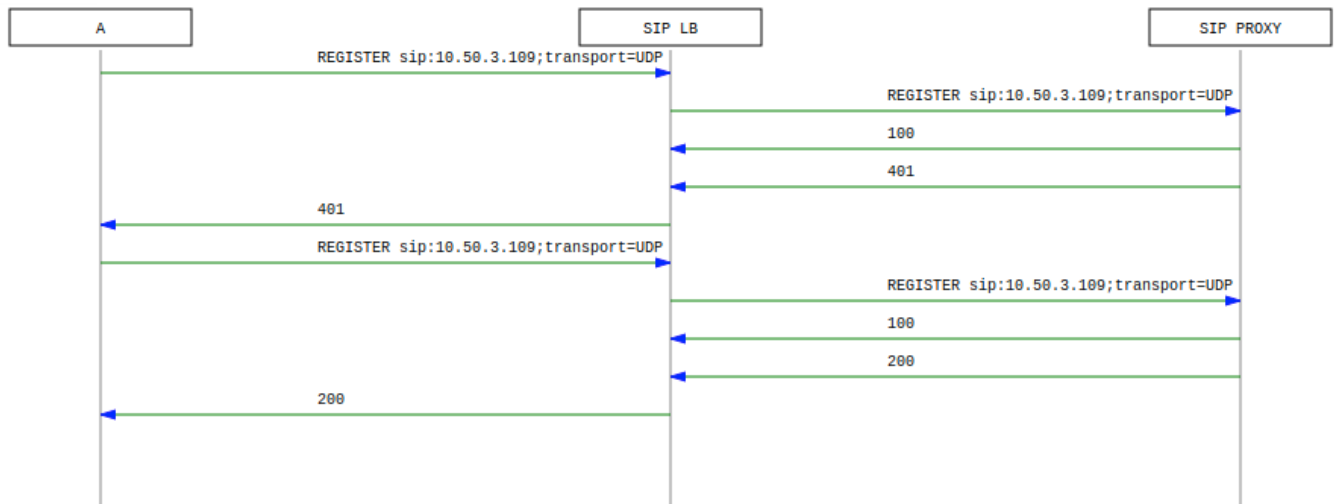 A
SIP LB
SIP PROXY
REGISTER sip:10.50.3.109;transport=UDP
REGISTER sip:10.50.3.109;transport=UDP
100
401
401
REGISTER sip:10.50.3.109;transport=UDP
REGISTER sip:10.50.3.109;transport=UDP
100
200
200